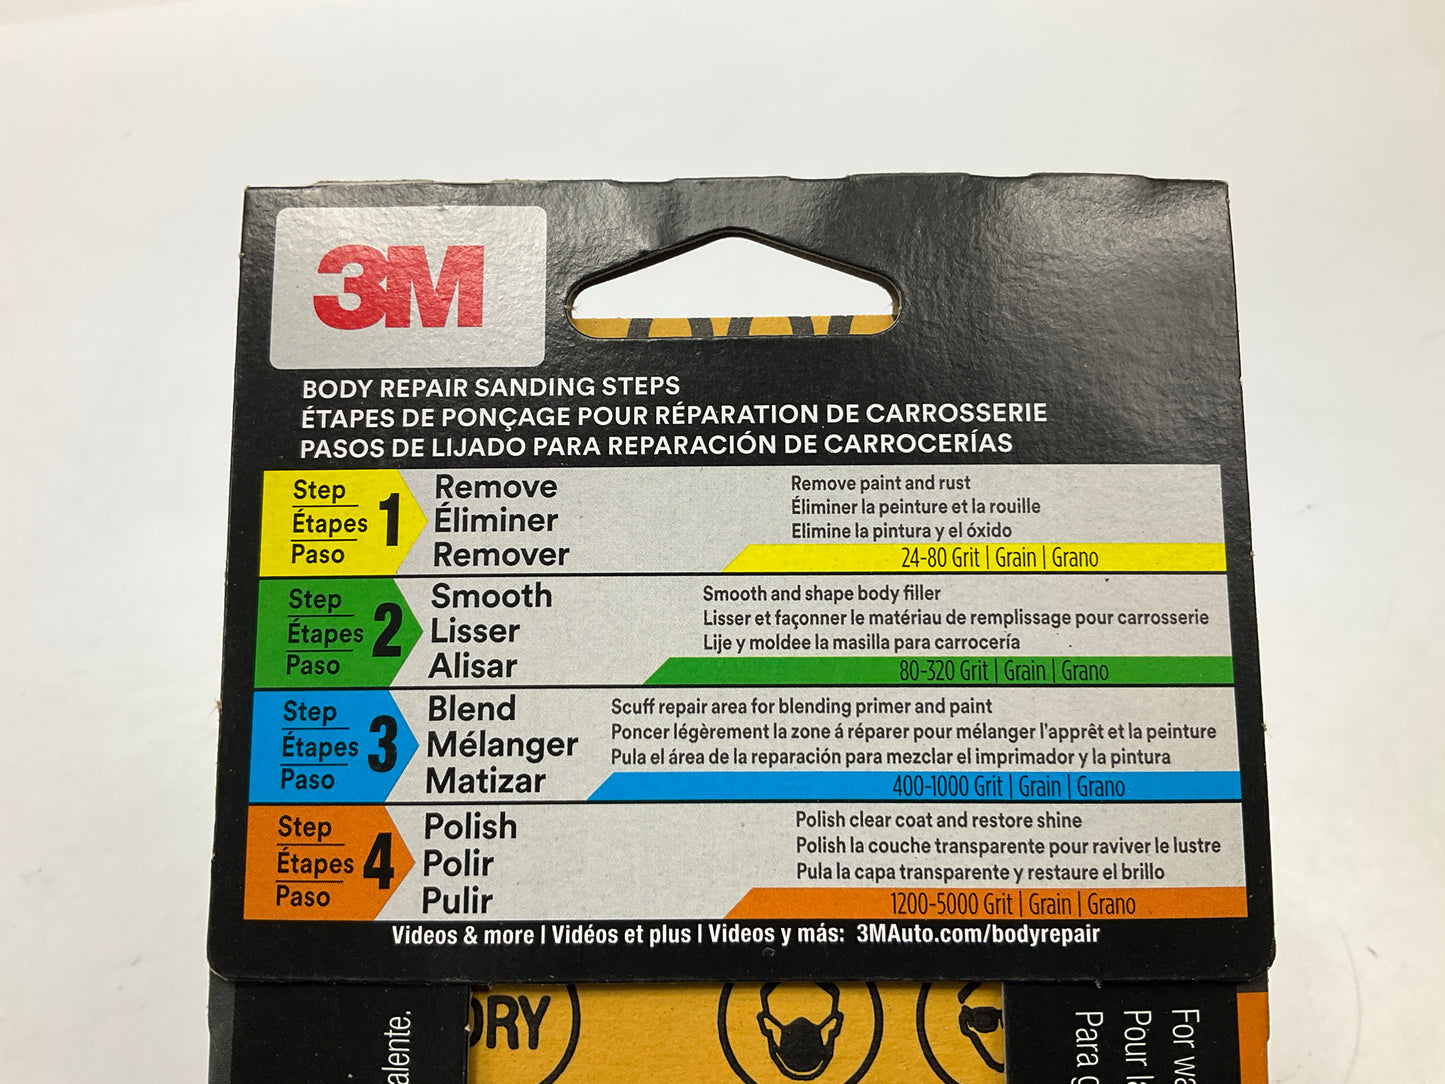 3M
BODY REPAIR SANDING STEPS
ÉTAPES DE PONÇAGE POUR RÉPARATION DE CARROSSERIE
PASOS DE LIJADO PARA REPARACIÓN DE CARROCERÍAS
Step
Étapes
Paso
1
Remove
Éliminer
Remover
Remove paint and rust
Éliminer la peinture et la rouille
Elimine la pintura y el óxido
24-80 Grit | Grain | Grano
Step
Étapes
Paso
2
Smooth
Lisser
Alisar
Smooth and shape body filler
Lisser et façonner le matériau de remplissage pour carrosserie
Lije y moldee la masilla para carrocería
80-320 Grit | Grain | Grano
Step
Étapes
Paso
3
Blend
Mélanger
Matizar
Scuff repair area for blending primer and paint
Poncer légèrement la zone á réparer pour mélanger l'apprêt et la peinture
Pula el área de la reparación para mezclar el imprimador y la pintura
400-1000 Grit | Grain | Grano
Step
Étapes
Paso
4
Polish
Polir
Pulir
Polish clear coat and restore shine
Polish la couche transparente pour raviver le lustre
Pula la capa transparente y restaure el brillo
1200-5000 Grit | Grain | Grano
Videos & more | Vidéos et plus | Videos y más: 3MAuto.com/bodyrepair
DRY
alente.
For
Pour
Para